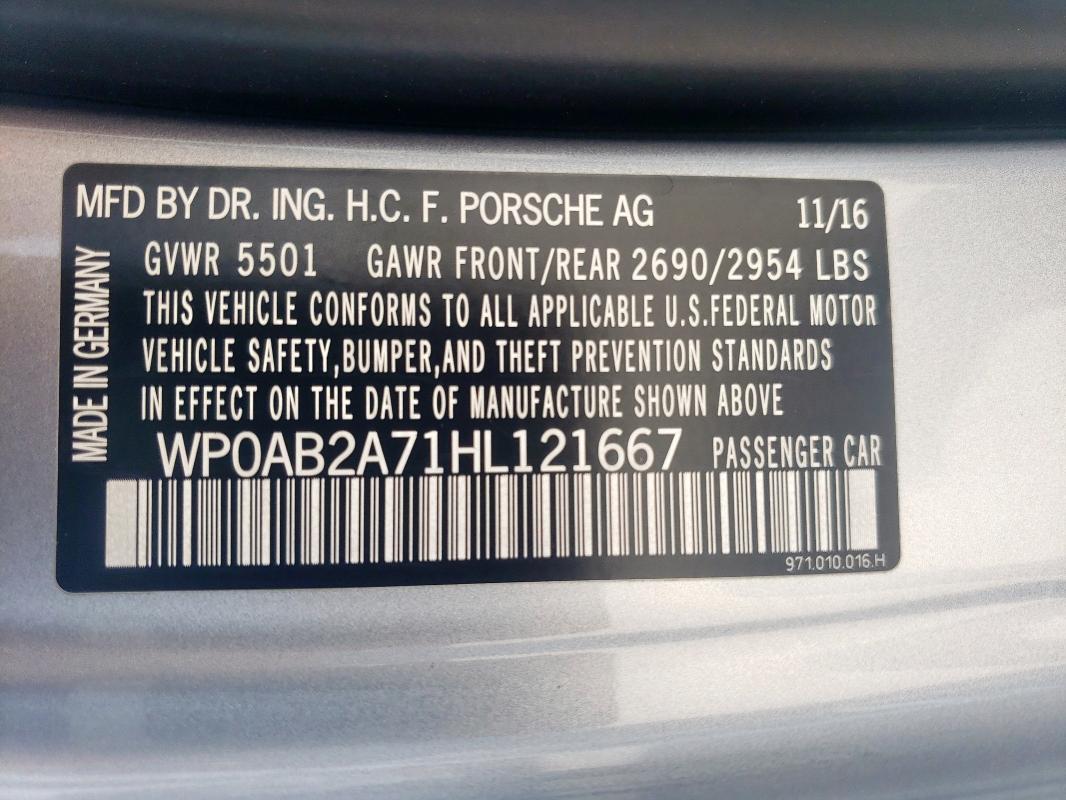 MFD BY DR. ING. H.C. F. PORSCHE AG 11/16
GVWR 5501 GAWR FRONT/REAR 2690/2954 LBS
THIS VEHICLE CONFORMS TO ALL APPLICABLE U.S.FEDERAL MOTOR
VEHICLE SAFETY,BUMPER,AND THEFT PREVENTION STANDARDS
IN EFFECT ON THE DATE OF MANUFACTURE SHOWN ABOVE
WP0AB2A71HL121667 PASSENGER CAR
971.010.016.H
MADE IN GERMANY